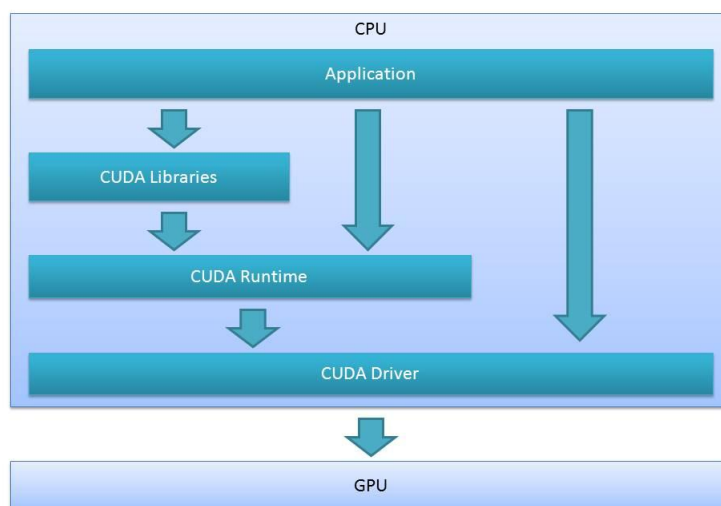 CPU
Application
CUDA Libraries
CUDA Runtime
CUDA Driver
GPU